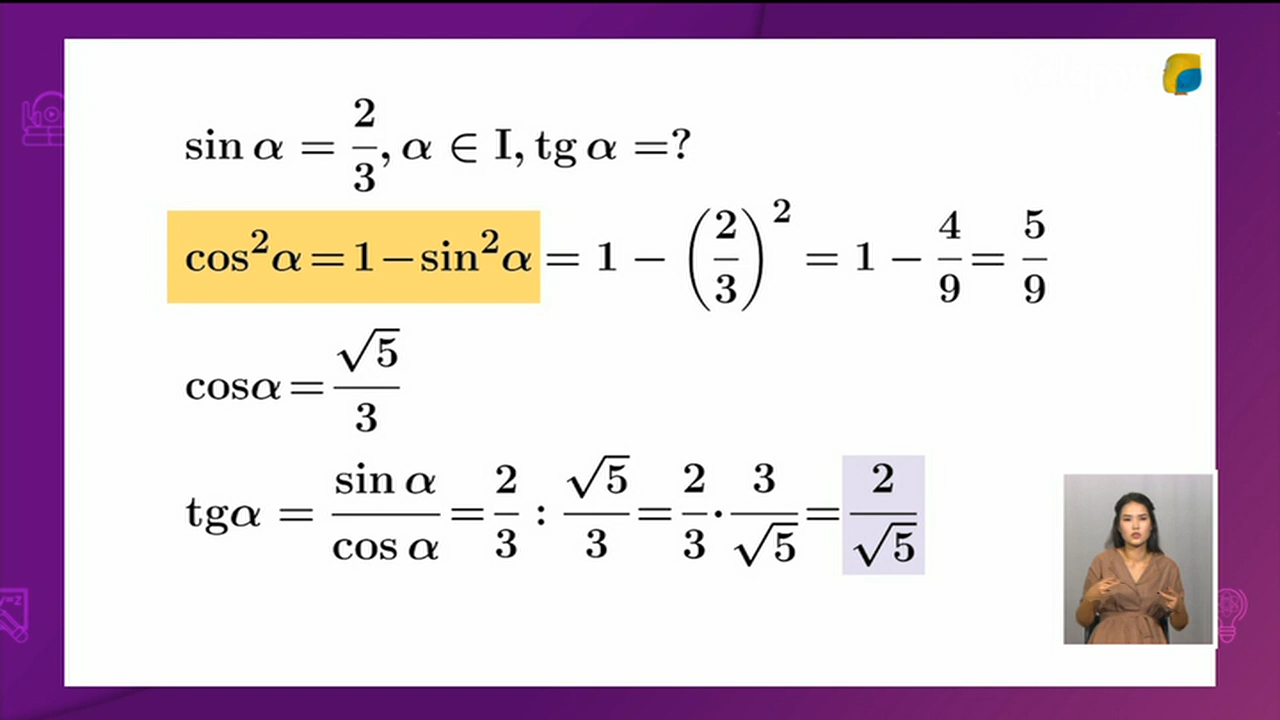 sin α = 2/3, α ∈ I, tg α =?
cos²α = 1 − sin²α = 1 − (2/3)² = 1 − 4/9 = 5/9
cosα = √5/3
tgα = sin α/cos α = 2/3 : √5/3 = 2/3 · 3/√5 = 2/√5